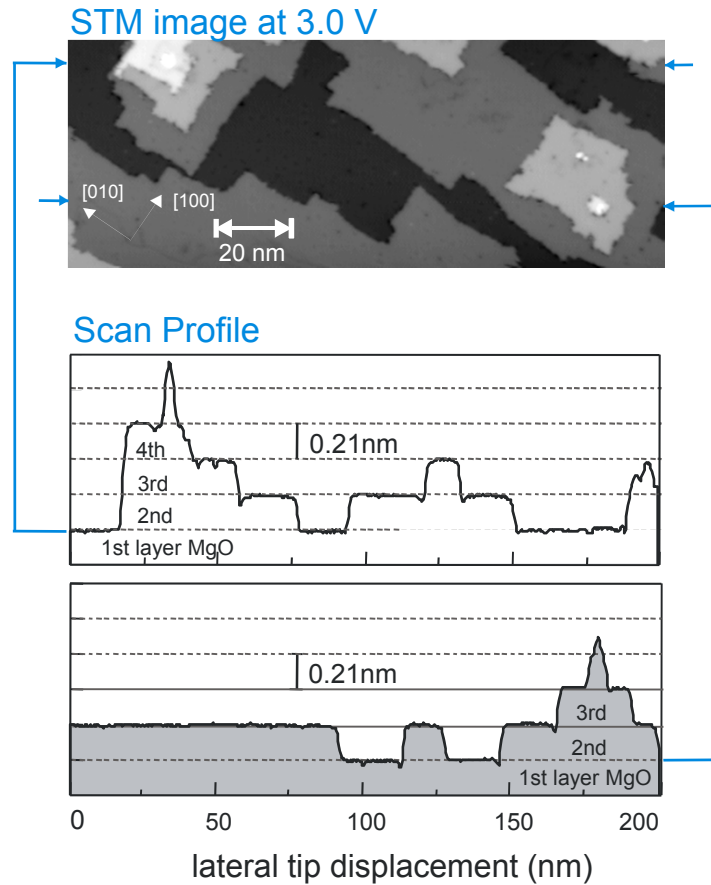 STM image at 3.0 V
[010]
[100]
20 nm
Scan Profile
0.21nm
4th
3rd
2nd
1st layer MgO
0.21nm
3rd
2nd
1st layer MgO
0 50 100 150 200
lateral tip displacement (nm)